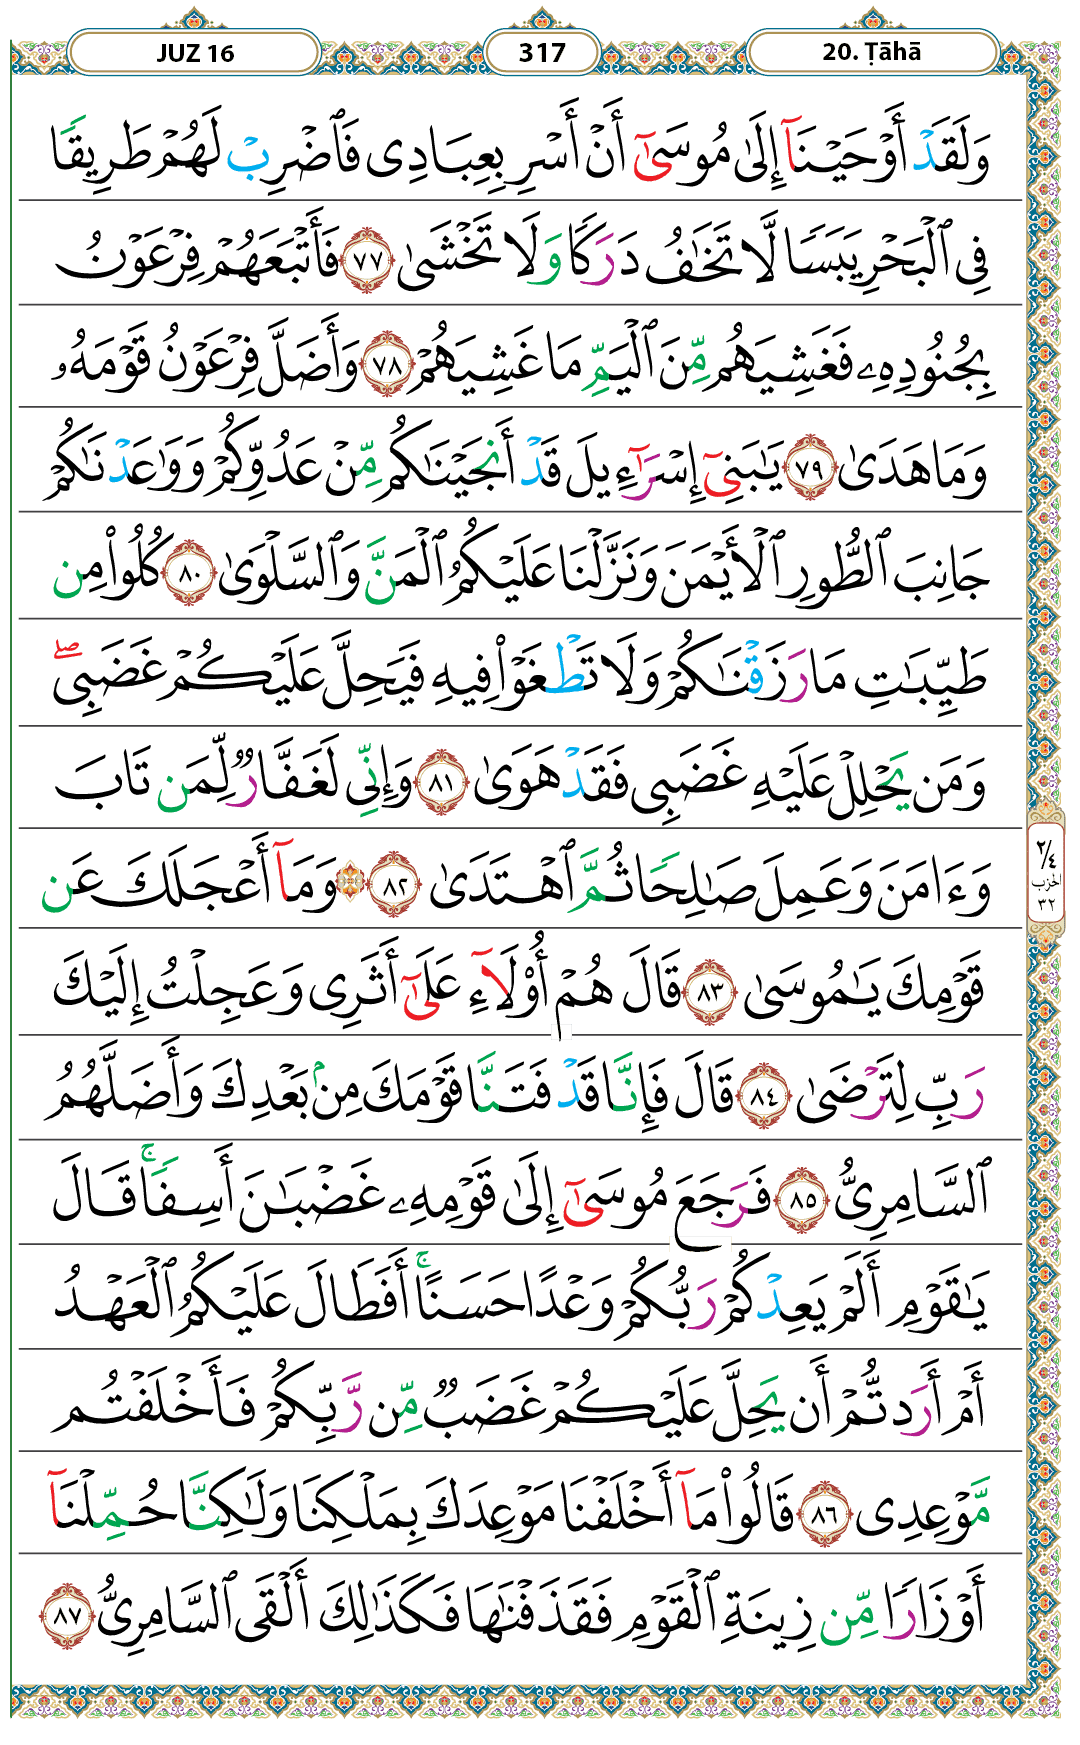 JUZ 16
317
20. Ṭāhā
وَلَقَدْ أَوْحَيْنَآ إِلَىٰ مُوسَىٰٓ أَنْ أَسْرِ بِعِبَادِى فَٱضْرِبْ لَهُمْ طَرِيقًا
فِى ٱلْبَحْرِ يَبَسًا لَّا تَخَٰفُ دَرَكًا وَلَا تَخْشَىٰ ٧٧ فَأَتْبَعَهُمْ فِرْعَوْنُ
بِجُنُودِهِۦ فَغَشِيَهُم مِّنَ ٱلْيَمِّ مَا غَشِيَهُمْ ٧٨ وَأَضَلَّ فِرْعَوْنُ قَوْمَهُۥ
وَمَا هَدَىٰ ٧٩ يَٰبَنِىٓ إِسْرَٰٓءِيلَ قَدْ أَنجَيْنَٰكُم مِّنْ عَدُوِّكُمْ وَوَٰعَدْنَٰكُمْ
جَانِبَ ٱلطُّورِ ٱلْأَيْمَنَ وَنَزَّلْنَا عَلَيْكُمُ ٱلْمَنَّ وَٱلسَّلْوَىٰ ٨٠ كُلُوا۟ مِن
طَيِّبَٰتِ مَا رَزَقْنَٰكُمْ وَلَا تَطْغَوْا۟ فِيهِ فَيَحِلَّ عَلَيْكُمْ غَضَبِى ۖ
وَمَن يَحْلِلْ عَلَيْهِ غَضَبِى فَقَدْ هَوَىٰ ٨١ وَإِنِّى لَغَفَّارٌ لِّمَن تَابَ
وَءَامَنَ وَعَمِلَ صَٰلِحًا ثُمَّ ٱهْتَدَىٰ ٨٢ ۞ وَمَآ أَعْجَلَكَ عَن
٢/٤
الحزب
٣٢
قَوْمِكَ يَٰمُوسَىٰ ٨٣ قَالَ هُمْ أُو۟لَآءِ عَلَىٰٓ أَثَرِى وَعَجِلْتُ إِلَيْكَ
رَبِّ لِتَرْضَىٰ ٨٤ قَالَ فَإِنَّا قَدْ فَتَنَّا قَوْمَكَ مِنۢ بَعْدِكَ وَأَضَلَّهُمُ
ٱلسَّامِرِىُّ ٨٥ فَرَجَعَ مُوسَىٰٓ إِلَىٰ قَوْمِهِۦ غَضْبَٰنَ أَسِفًا ۚ قَالَ
يَٰقَوْمِ أَلَمْ يَعِدْكُمْ رَبُّكُمْ وَعْدًا حَسَنًا ۚ أَفَطَالَ عَلَيْكُمُ ٱلْعَهْدُ
أَمْ أَرَدتُّمْ أَن يَحِلَّ عَلَيْكُمْ غَضَبٌ مِّن رَّبِّكُمْ فَأَخْلَفْتُم
مَّوْعِدِى ٨٦ قَالُوا۟ مَآ أَخْلَفْنَا مَوْعِدَكَ بِمَلْكِنَا وَلَٰكِنَّا حُمِّلْنَآ
أَوْزَارًا مِّن زِينَةِ ٱلْقَوْمِ فَقَذَفْنَٰهَا فَكَذَٰلِكَ أَلْقَى ٱلسَّامِرِىُّ ٨٧